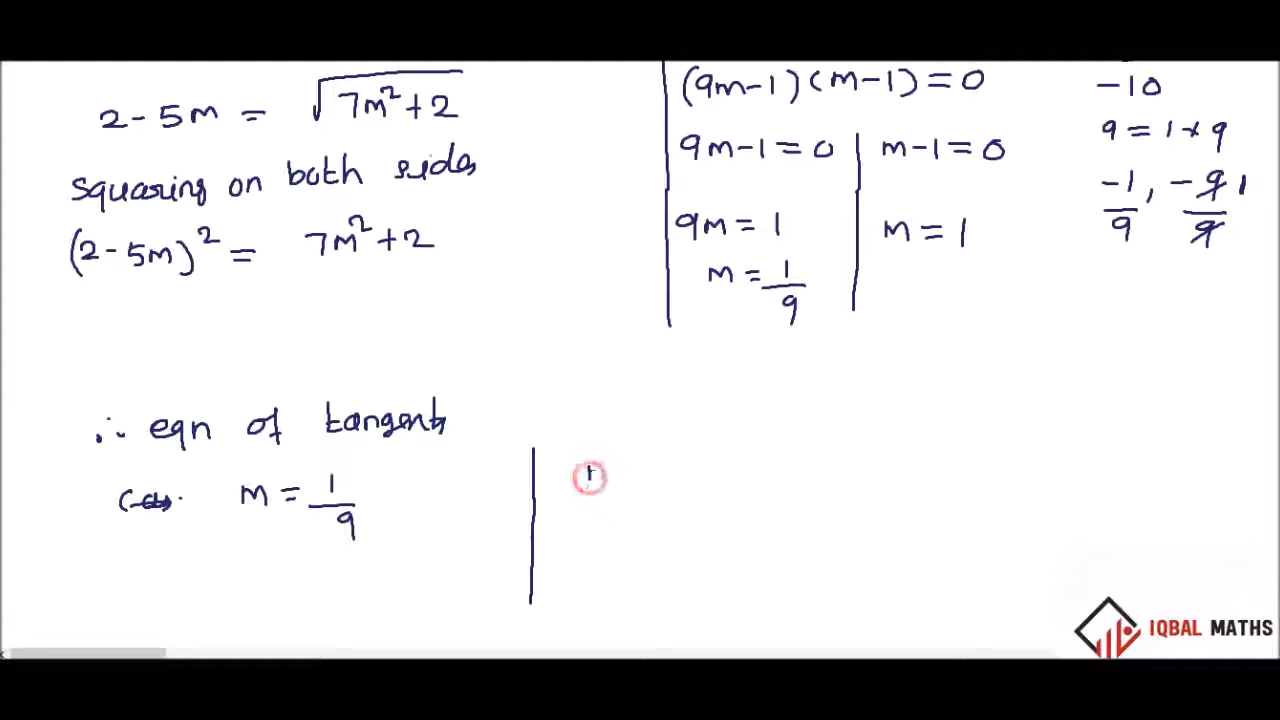 2 - 5m = √(7m² + 2)
squaring on both sides
(2 - 5m)² = 7m² + 2
∴ eqn of tangents
m = 1/9
(9m - 1)(m - 1) = 0
9m - 1 = 0
9m = 1
m = 1/9
m - 1 = 0
m = 1
-10
9 = 1 × 9
-1/9, -9/9
IQBAL MATHS